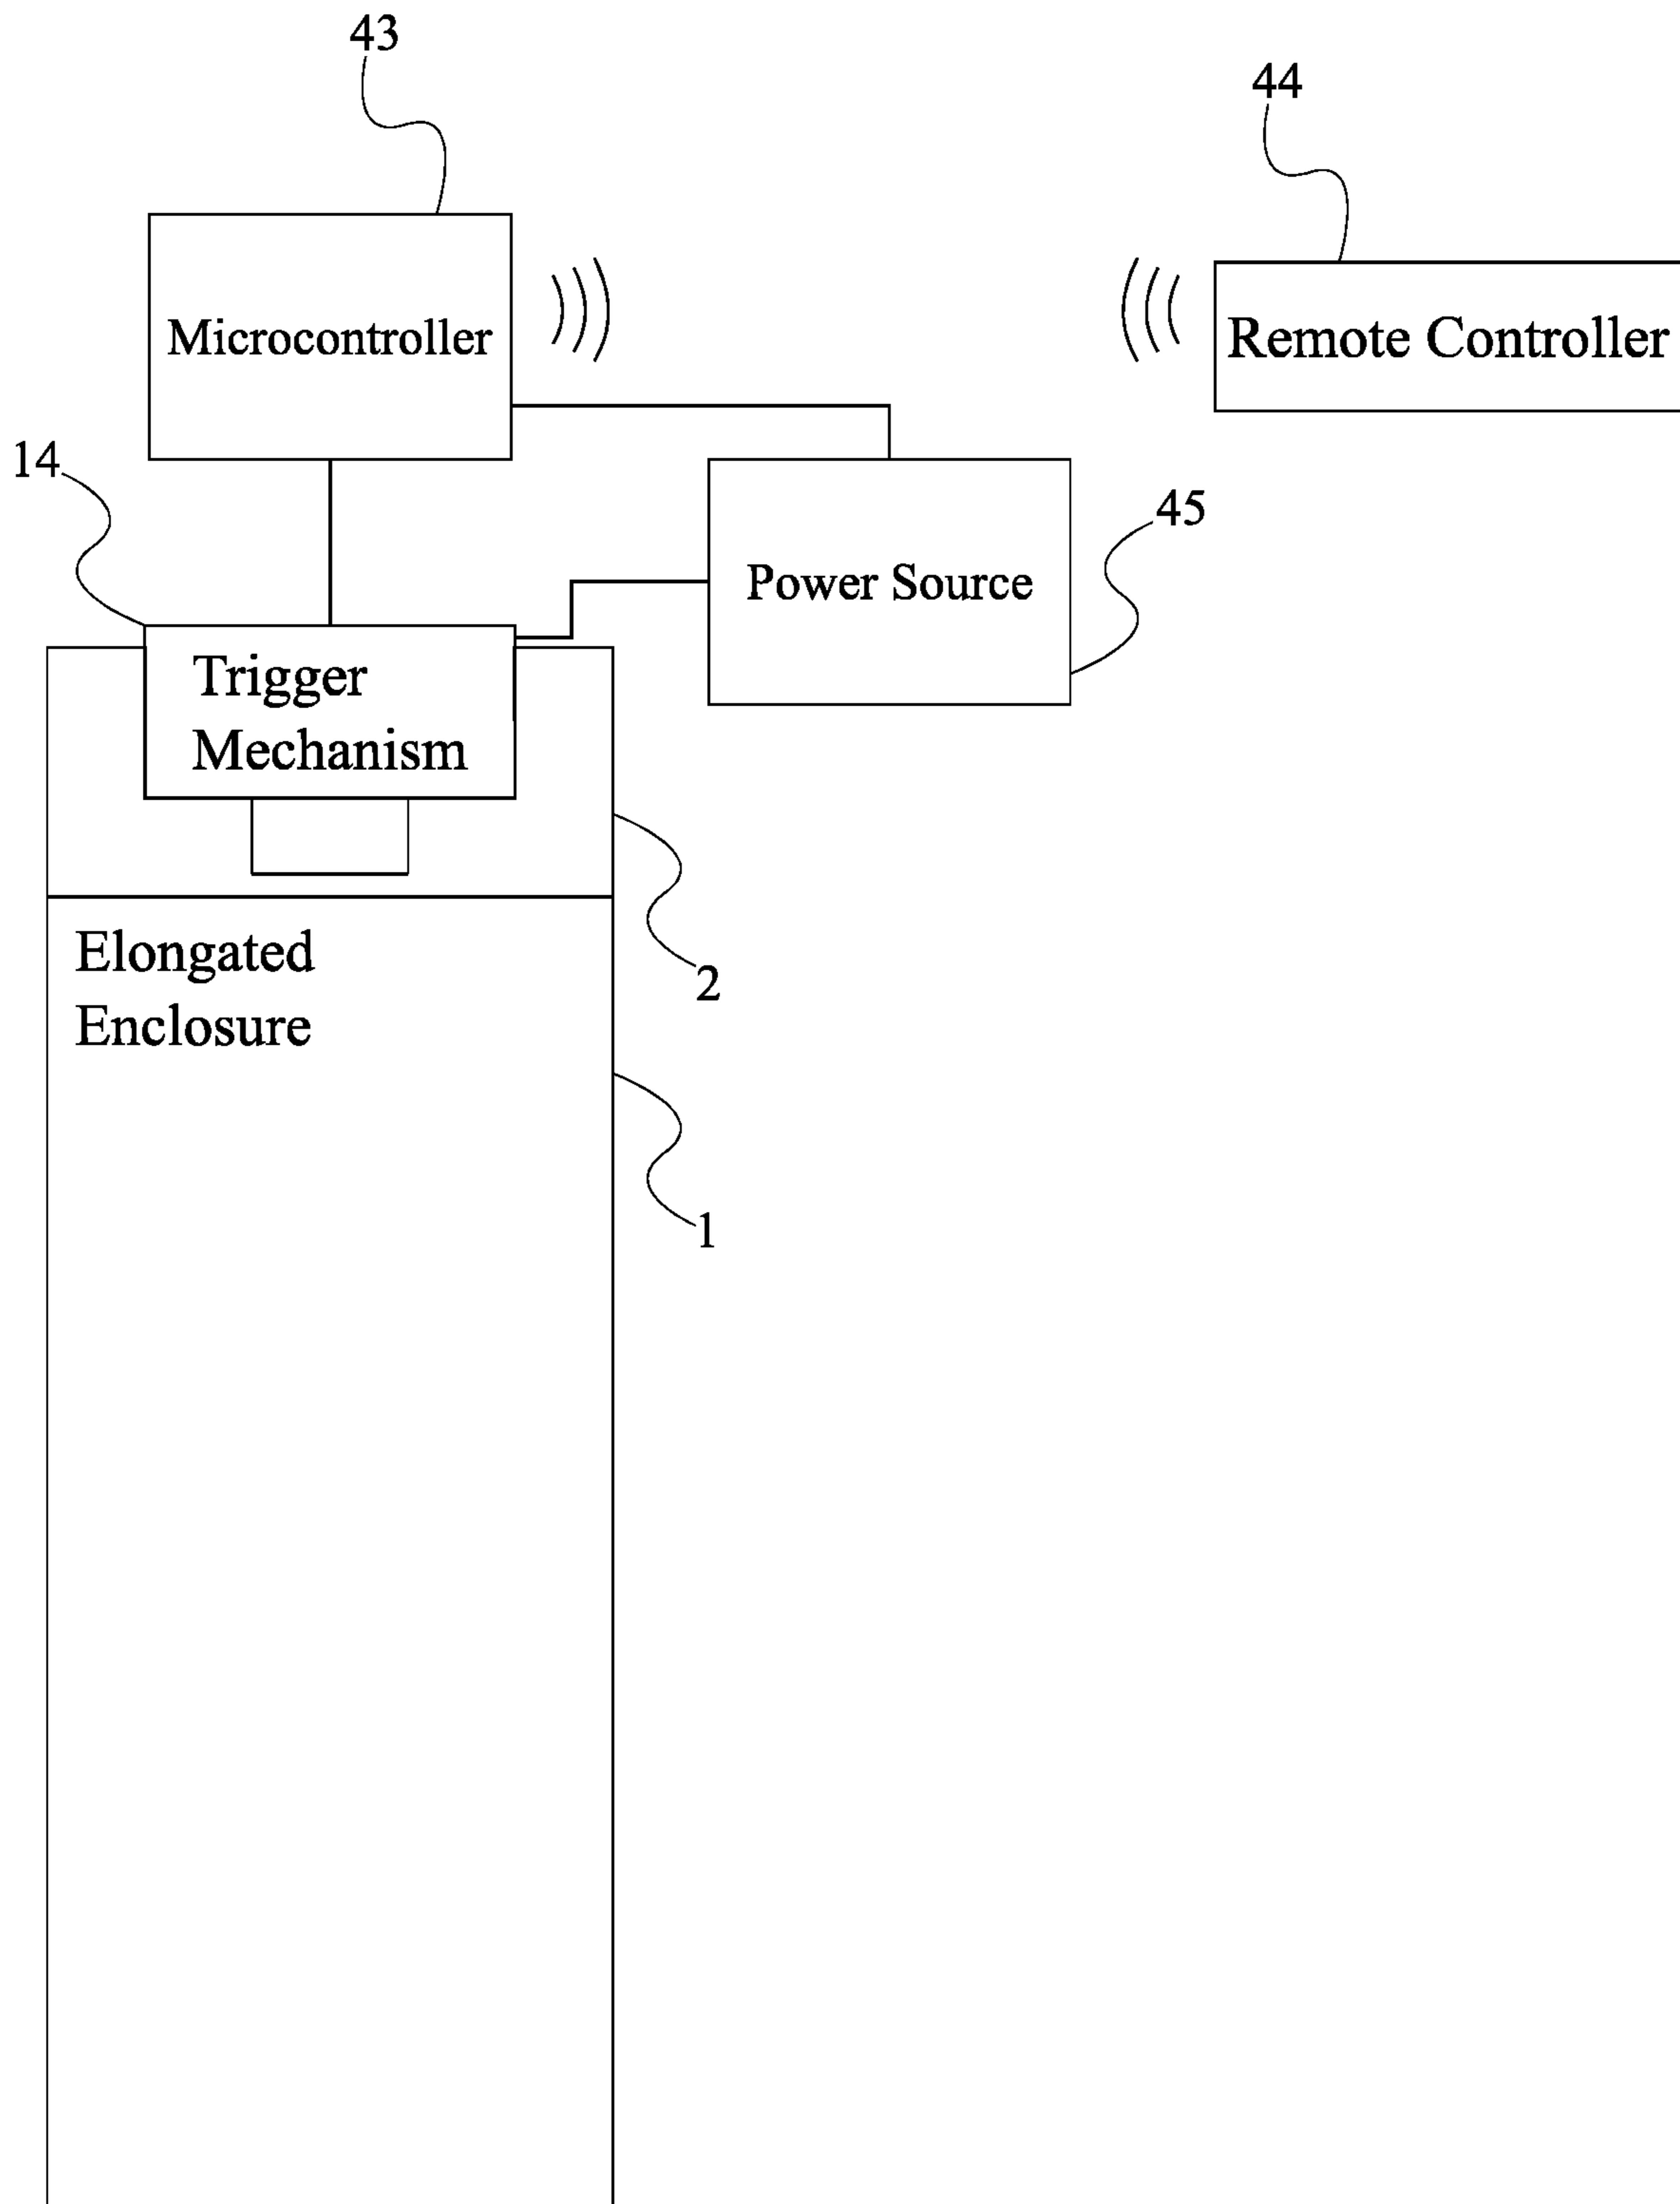 43
44
Microcontroller
Remote Controller
14
45
Power Source
Trigger
Mechanism
Elongated
Enclosure
2
1